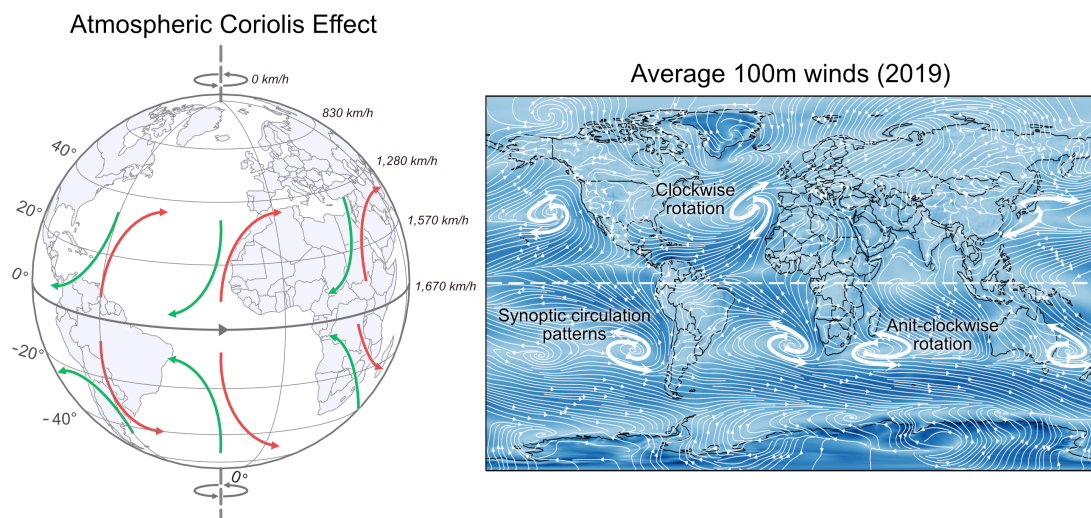 Atmospheric Coriolis Effect
0 km/h
830 km/h
40°
1,280 km/h
20°
1,570 km/h
0°
1,670 km/h
-20°
-40°
0°
Average 100m winds (2019)
Clockwise
rotation
Synoptic circulation
patterns
Anit-clockwise
rotation